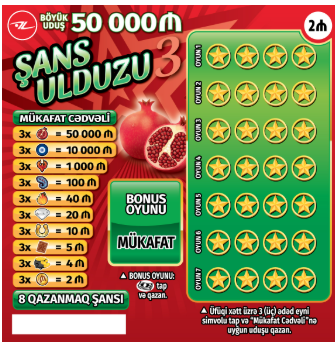 BÖYÜK UDUŞ 50 000 ₼
2₼
ŞANS
ULDUZU 3
MÜKAFAT CƏDVƏLİ
3x = 50 000 ₼
3x = 10 000 ₼
3x = 1 000 ₼
3x = 100 ₼
3x = 40 ₼
3x = 20 ₼
3x = 10 ₼
3x = 5 ₼
3x = 4 ₼
3x = 2 ₼
8 QAZANMAQ ŞANSI
BONUS
OYUNU
MÜKAFAT
▲ BONUS OYUNU:
tap
və qazan.
OYUN 1
OYUN 2
OYUN 3
OYUN 4
OYUN 5
OYUN 6
OYUN 7
▲ Üfüqi xətt üzrə 3 (üç) ədəd eyni
simvolu tap və "Mükafat Cədvəli"nə
uyğun uduşu qazan.